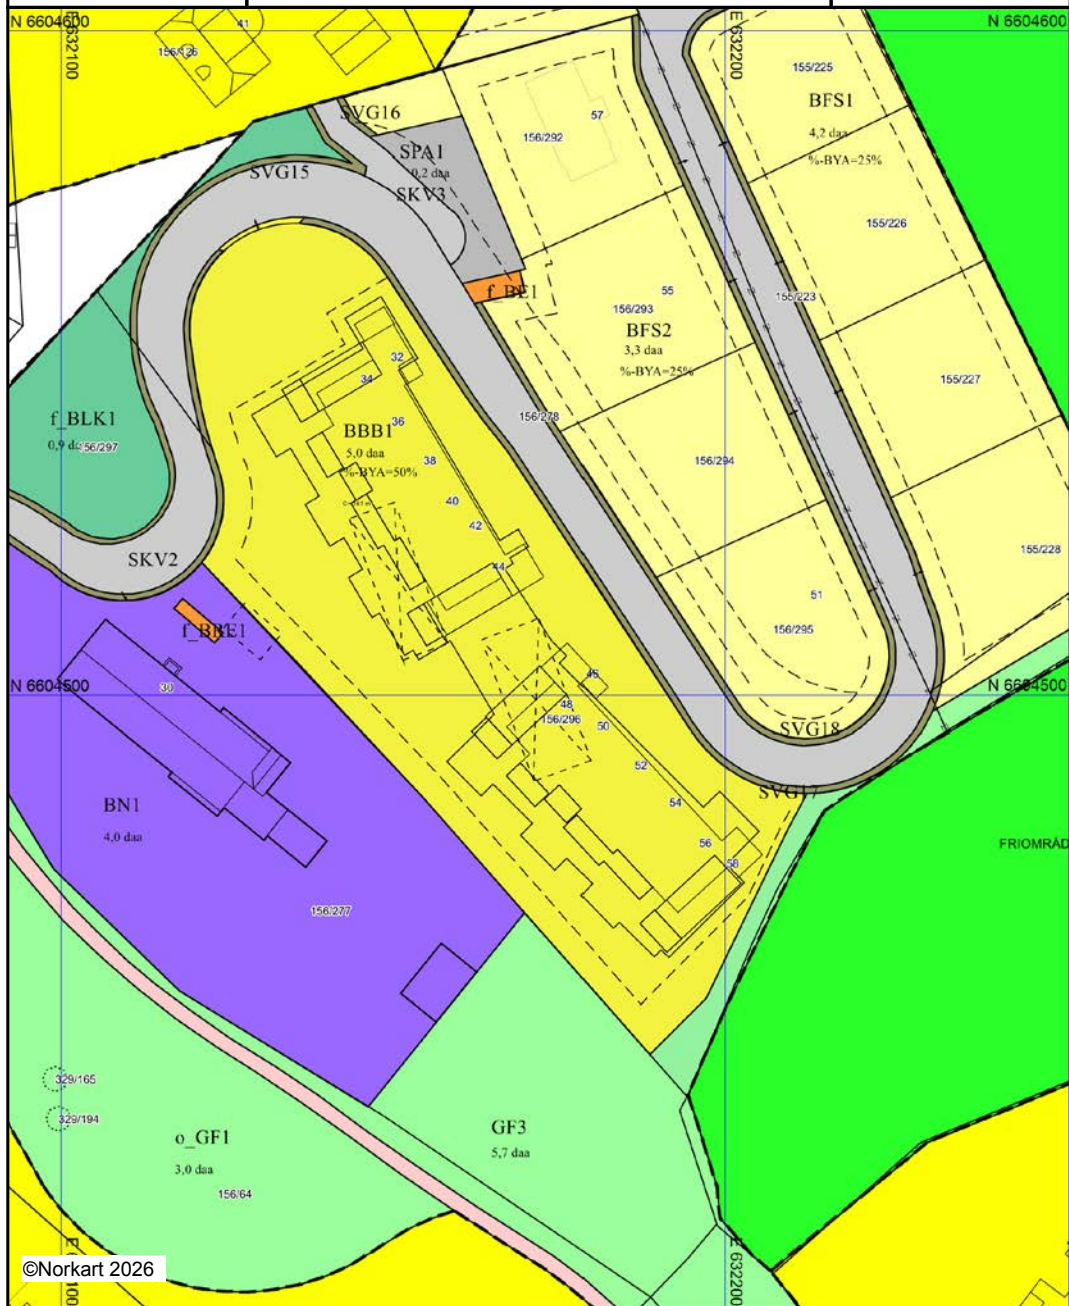 N 6604600
E 632100
41
156/126
E 632200
N 6604600
155/225
BFS1
4,2 daa
%-BYA=25%
SVG16
57
156/292
SPA1
0,2 daa
SKV3
SVG15
155/226
f_BE1
55
156/293
BFS2
3,3 daa
%-BYA=25%
155/223
32
34
155/227
36
BBB1
5,0 daa
%-BYA=50%
38
156/278
f_BLK1
0,9 daa
156/297
156/294
40
42
44
155/228
SKV2
51
156/295
f_BRE1
30
N 6604500
N 6604500
46
48
156/296
50
SVG18
52
SVG17
54
56
58
BN1
4,0 daa
FRIOMRÅD
156/277
329/165
329/194
o_GF1
3,0 daa
156/64
GF3
5,7 daa
E 632200
©Norkart 2026